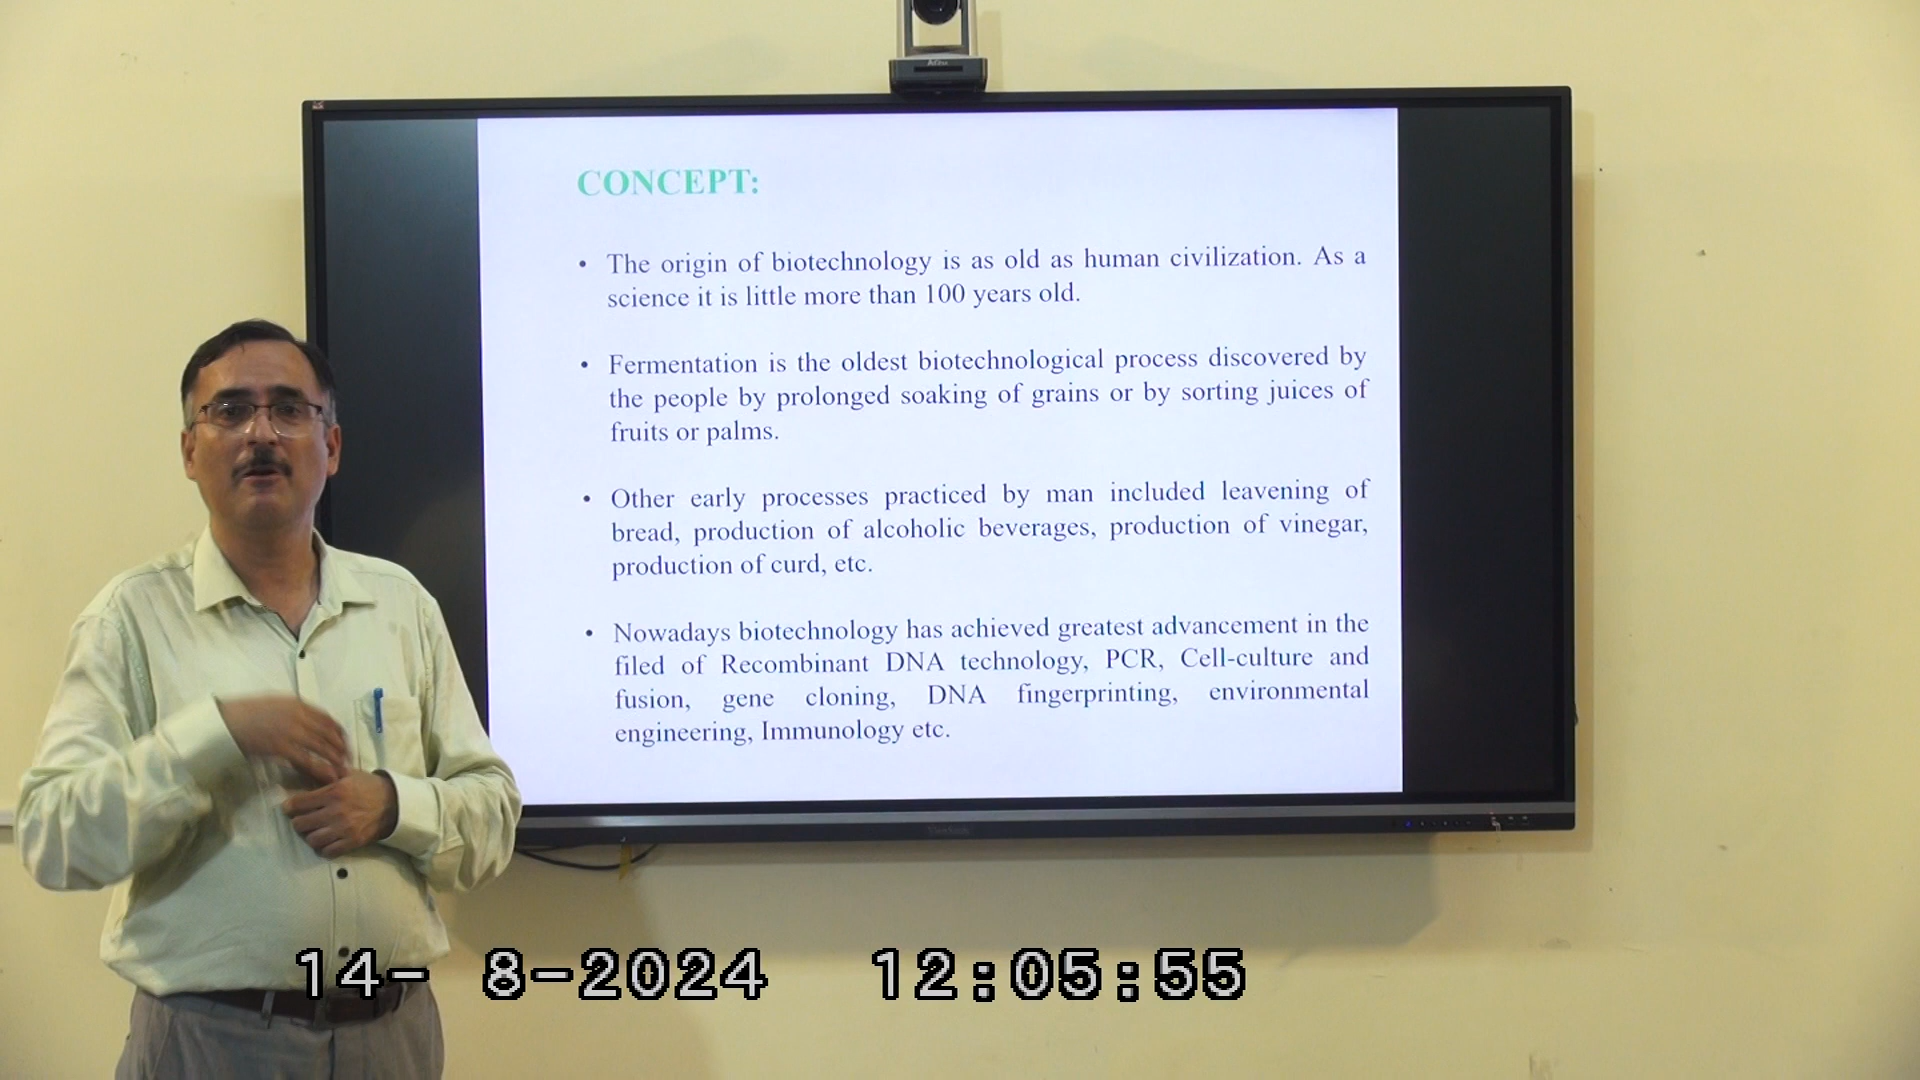 CONCEPT:
• The origin of biotechnology is as old as human civilization. As a
science it is little more than 100 years old.
• Fermentation is the oldest biotechnological process discovered by
the people by prolonged soaking of grains or by sorting juices of
fruits or palms.
• Other early processes practiced by man included leavening of
bread, production of alcoholic beverages, production of vinegar,
production of curd, etc.
• Nowadays biotechnology has achieved greatest advancement in the
filed of Recombinant DNA technology, PCR, Cell-culture and
fusion, gene cloning, DNA fingerprinting, environmental
engineering, Immunology etc.
14- 8-2024 12:05:55